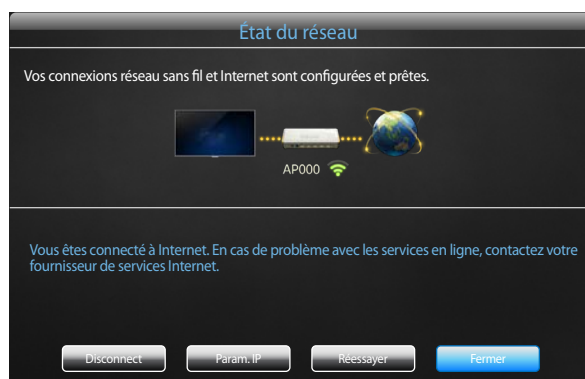 État du réseau
Vos connexions réseau sans fil et Internet sont configurées et prêtes.
AP000
Vous êtes connecté à Internet. En cas de problème avec les services en ligne, contactez votre
fournisseur de services Internet.
Disconnect Param. IP Réessayer Fermer